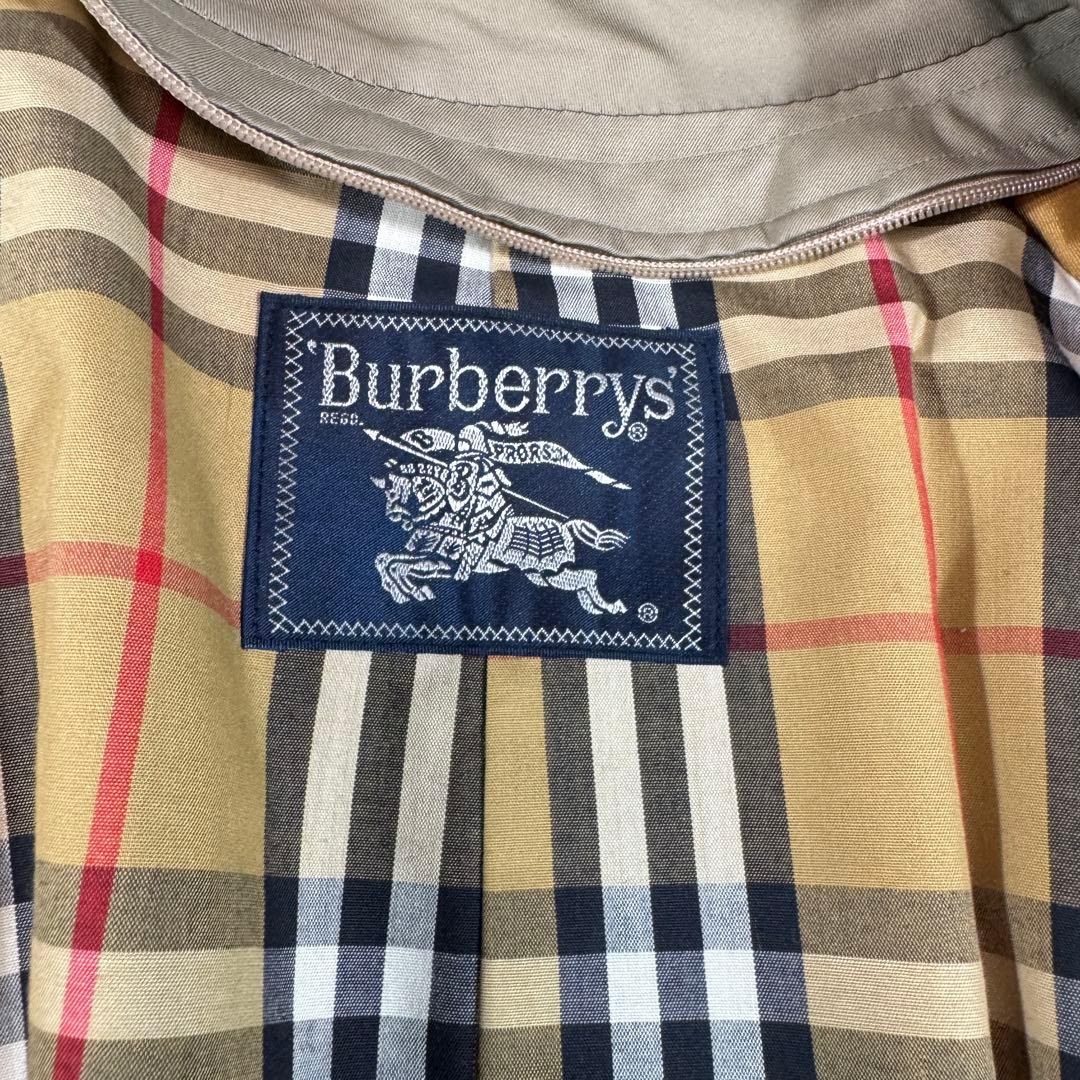 'Burberrys'
REGD. ®
PRORSUM
®